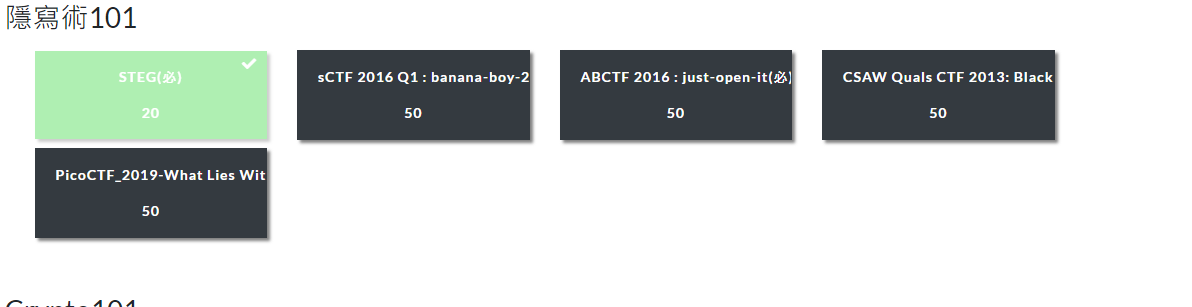 隱寫術101
STEG(必)
20
sCTF 2016 Q1 : banana-boy-2
50
ABCTF 2016 : just-open-it(必)
50
CSAW Quals CTF 2013: Black
50
PicoCTF_2019-What Lies Wit
50
Crypto101